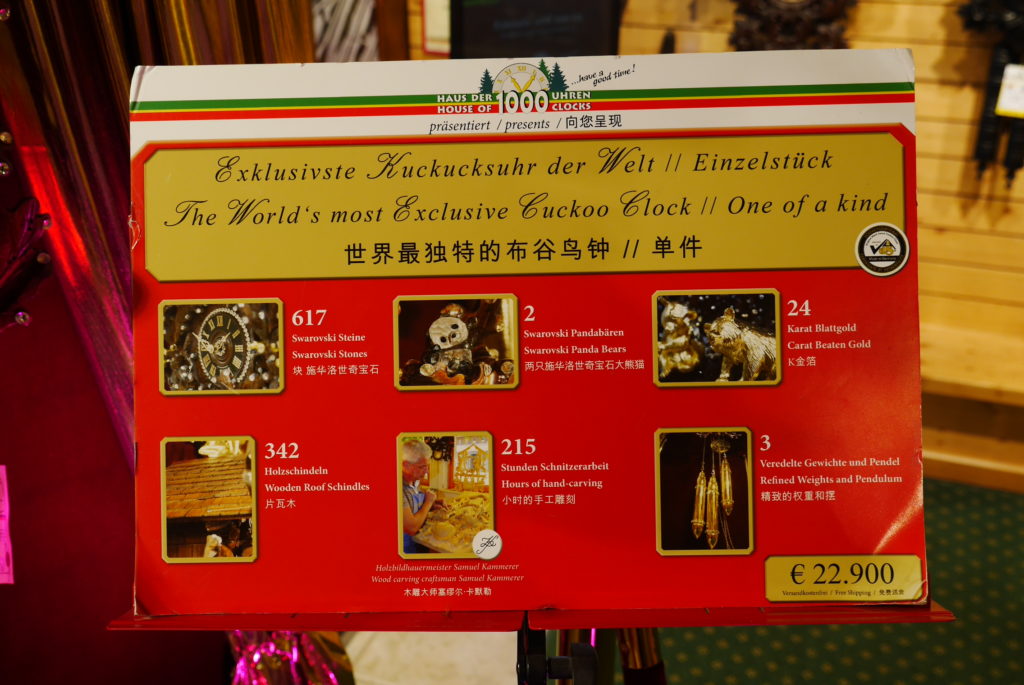 ...have a
good time!
HAUS DER 1000 UHREN
HOUSE OF CLOCKS
präsentiert / presents / 向您呈现
Exklusivste Kuckucksuhr der Welt // Einzelstück
The World's most Exclusive Cuckoo Clock // One of a kind
世界最独特的布谷鸟钟 // 单件
617
Swarovski Steine
Swarovski Stones
块 施华洛世奇宝石
2
Swarovski Pandabären
Swarovski Panda Bears
两只施华洛世奇宝石大熊猫
24
Karat Blattgold
Carat Beaten Gold
K金箔
342
Holzschindeln
Wooden Roof Schindles
片瓦木
215
Stunden Schnitzerarbeit
Hours of hand-carving
小时的手工雕刻
Holzbildhauermeister Samuel Kammerer
Wood carving craftsman Samuel Kammerer
木雕大师塞缪尔·卡默勒
3
Veredelte Gewichte und Pendel
Refined Weights and Pendulum
精致的权重和摆
€ 22.900
Versandkostenfrei / Free Shipping / 免费送货